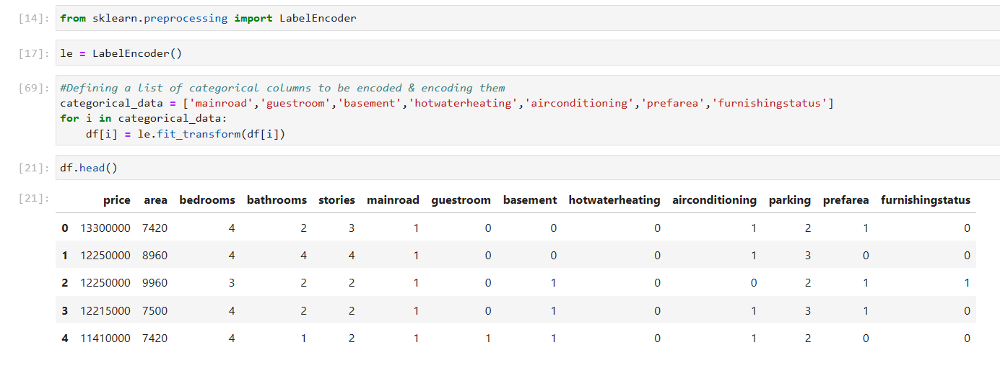 [14]: from sklearn.preprocessing import LabelEncoder
[17]: le = LabelEncoder()
[69]: #Defining a list of categorical columns to be encoded & encoding them
categorical_data = ['mainroad','guestroom','basement','hotwaterheating','airconditioning','prefarea','furnishingstatus']
for i in categorical_data:
    df[i] = le.fit_transform(df[i])
[21]: df.head()
[21]: price area bedrooms bathrooms stories mainroad guestroom basement hotwaterheating airconditioning parking prefarea furnishingstatus
0 13300000 7420 4 2 3 1 0 0 0 1 2 1 0
1 12250000 8960 4 4 4 1 0 0 0 1 3 0 0
2 12250000 9960 3 2 2 1 0 1 0 0 2 1 1
3 12215000 7500 4 2 2 1 0 1 0 1 3 1 0
4 11410000 7420 4 1 2 1 1 1 0 1 2 0 0